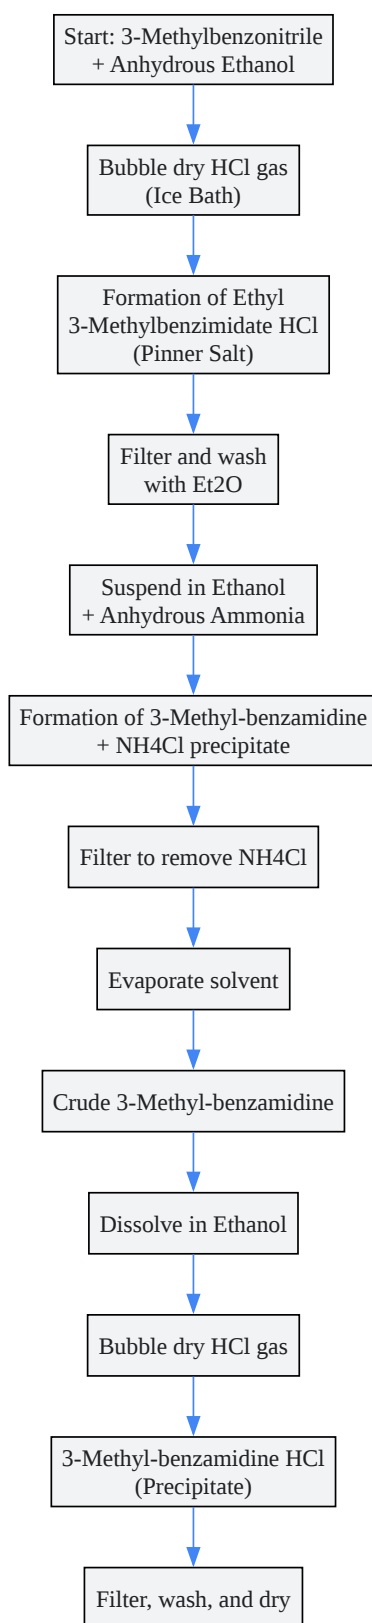 Start: 3-Methylbenzonitrile
+ Anhydrous Ethanol
Bubble dry HCl gas
(Ice Bath)
Formation of Ethyl
3-Methylbenzimidate HCl
(Pinner Salt)
Filter and wash
with Et2O
Suspend in Ethanol
+ Anhydrous Ammonia
Formation of 3-Methyl-benzamidine
+ NH4Cl precipitate
Filter to remove NH4Cl
Evaporate solvent
Crude 3-Methyl-benzamidine
Dissolve in Ethanol
Bubble dry HCl gas
3-Methyl-benzamidine HCl
(Precipitate)
Filter, wash, and dry